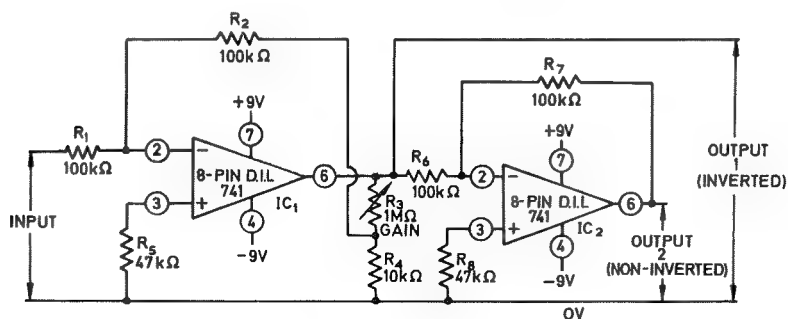 R2
100kΩ
R7
100kΩ
+9V
7
R1
100kΩ
2
−
8-PIN D.I.L
741
6
3
+
4
IC1
−9V
R5
47kΩ
INPUT
R3
1MΩ
GAIN
R4
10kΩ
R6
100kΩ
+9V
7
2
−
8-PIN D.I.L
741
6
3
+
4
IC2
−9V
R8
47kΩ
OUTPUT
1
(INVERTED)
OUTPUT
2
(NON-INVERTED)
0V